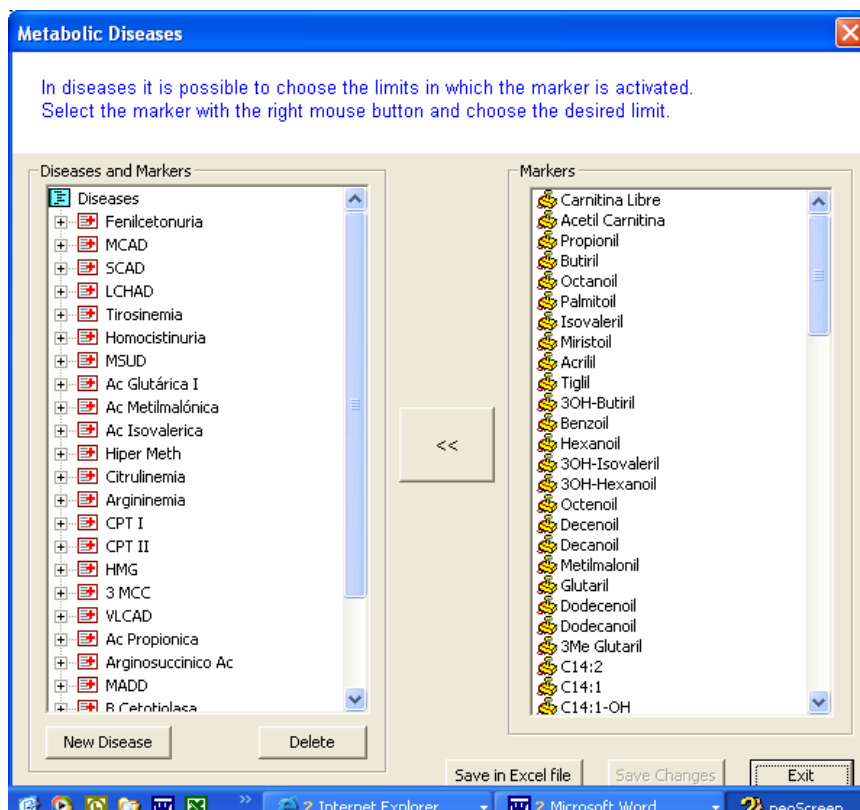 Metabolic Diseases
In diseases it is possible to choose the limits in which the marker is activated.
Select the marker with the right mouse button and choose the desired limit.
Diseases and Markers
Diseases
Fenilcetonuria
MCAD
SCAD
LCHAD
Tirosinemia
Homocistinuria
MSUD
Ac Glutárica I
Ac Metilmalónica
Ac Isovalerica
Hiper Meth
Citrulinemia
Argininemia
CPT I
CPT II
HMG
3 MCC
VLCAD
Ac Propionica
Arginosuccinico Ac
MADD
B Cetotiolasa
New Disease
Delete
<<
Markers
Carnitina Libre
Acetil Carnitina
Propionil
Butiril
Octanoil
Palmitoil
Isovaleril
Miristoil
Acrilil
Tiglil
3OH-Butiril
Benzoil
Hexanoil
3OH-Isovaleril
3OH-Hexanoil
Octenoil
Decenoil
Decanoil
Metilmalonil
Glutaril
Dodecenoil
Dodecanoil
3Me Glutaril
C14:2
C14:1
C14:1-OH
Save in Excel file
Save Changes
Exit
2 Internet Explorer
2 Microsoft Word
neoScreen